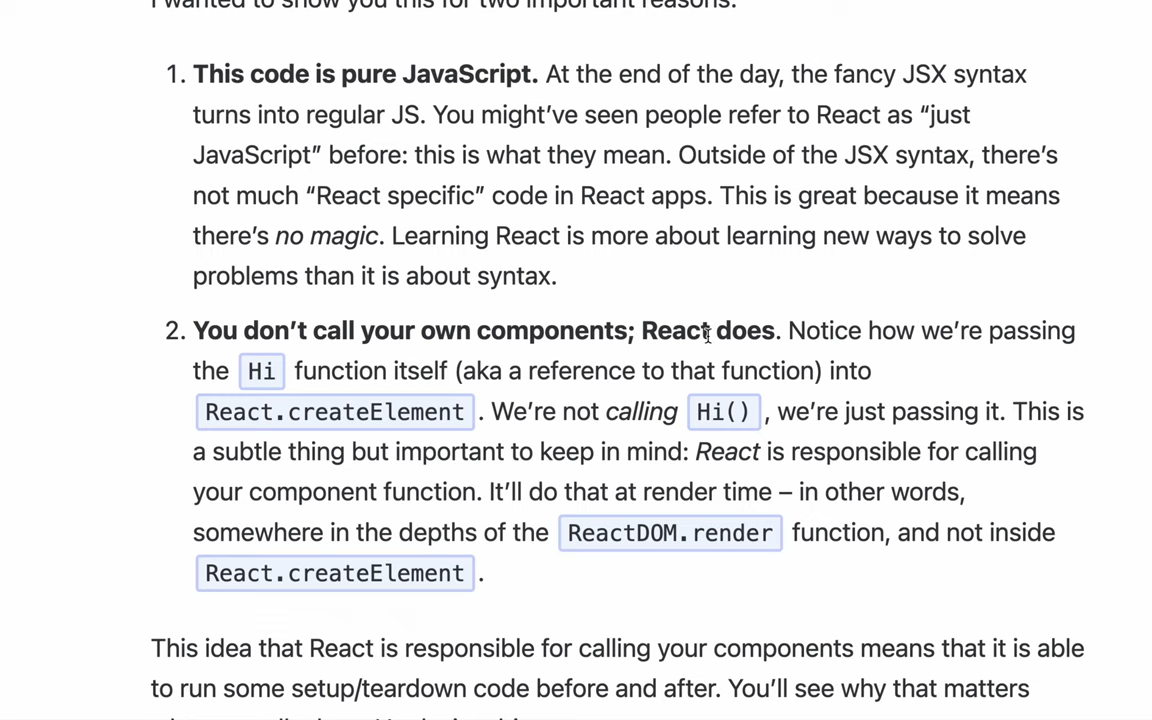 I wanted to show you this for two important reasons:
1. This code is pure JavaScript. At the end of the day, the fancy JSX syntax
turns into regular JS. You might’ve seen people refer to React as “just
JavaScript” before: this is what they mean. Outside of the JSX syntax, there’s
not much “React specific” code in React apps. This is great because it means
there’s no magic. Learning React is more about learning new ways to solve
problems than it is about syntax.
2. You don’t call your own components; React does. Notice how we’re passing
the Hi function itself (aka a reference to that function) into
React.createElement . We’re not calling Hi() , we’re just passing it. This is
a subtle thing but important to keep in mind: React is responsible for calling
your component function. It’ll do that at render time – in other words,
somewhere in the depths of the ReactDOM.render function, and not inside
React.createElement .
This idea that React is responsible for calling your components means that it is able
to run some setup/teardown code before and after. You’ll see why that matters